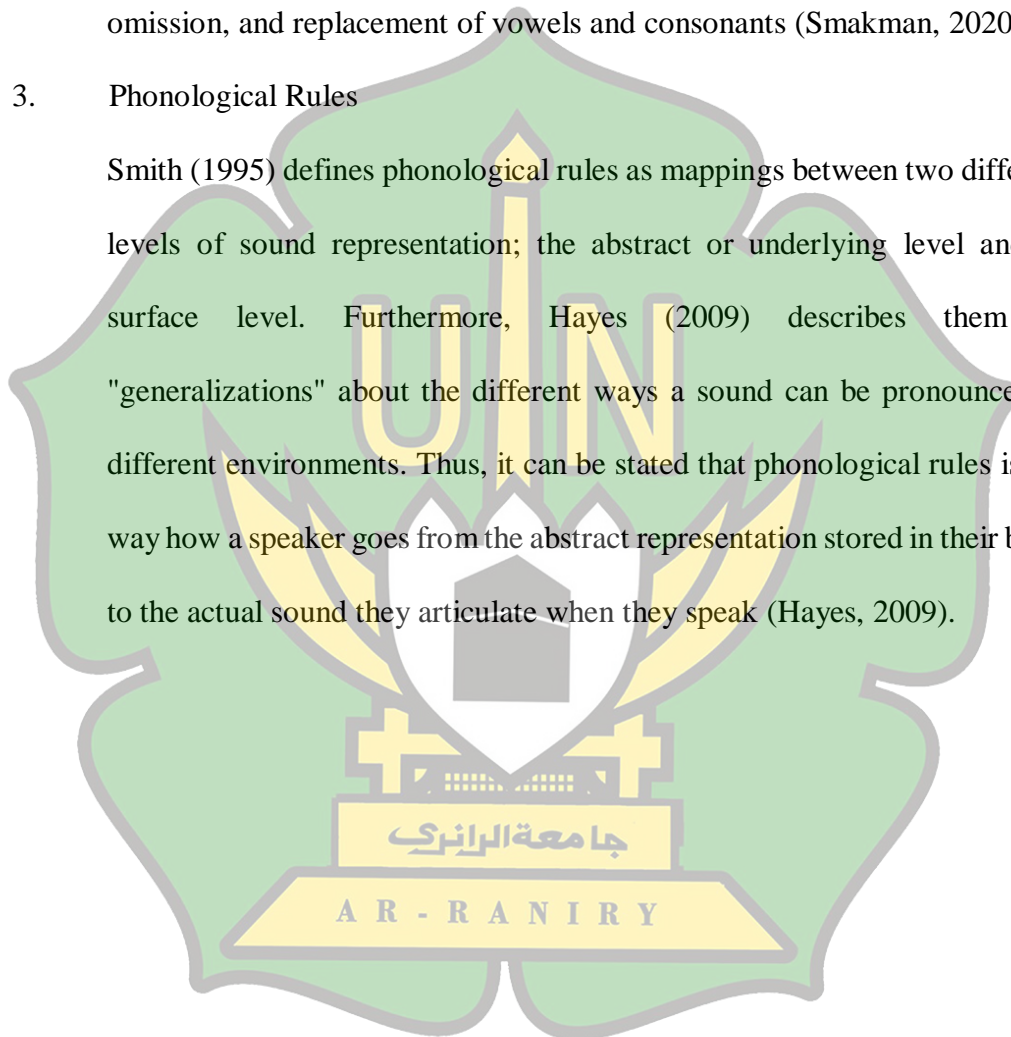 omission, and replacement of vowels and consonants (Smakman, 2020
3. Phonological Rules
Smith (1995) defines phonological rules as mappings between two diffe
levels of sound representation; the abstract or underlying level an
surface level. Furthermore, Hayes (2009) describes them
"generalizations" about the different ways a sound can be pronounce
different environments. Thus, it can be stated that phonological rules is
way how a speaker goes from the abstract representation stored in their b
to the actual sound they articulate when they speak (Hayes, 2009).
UIN
جامعة الرانري
AR-RANIRY